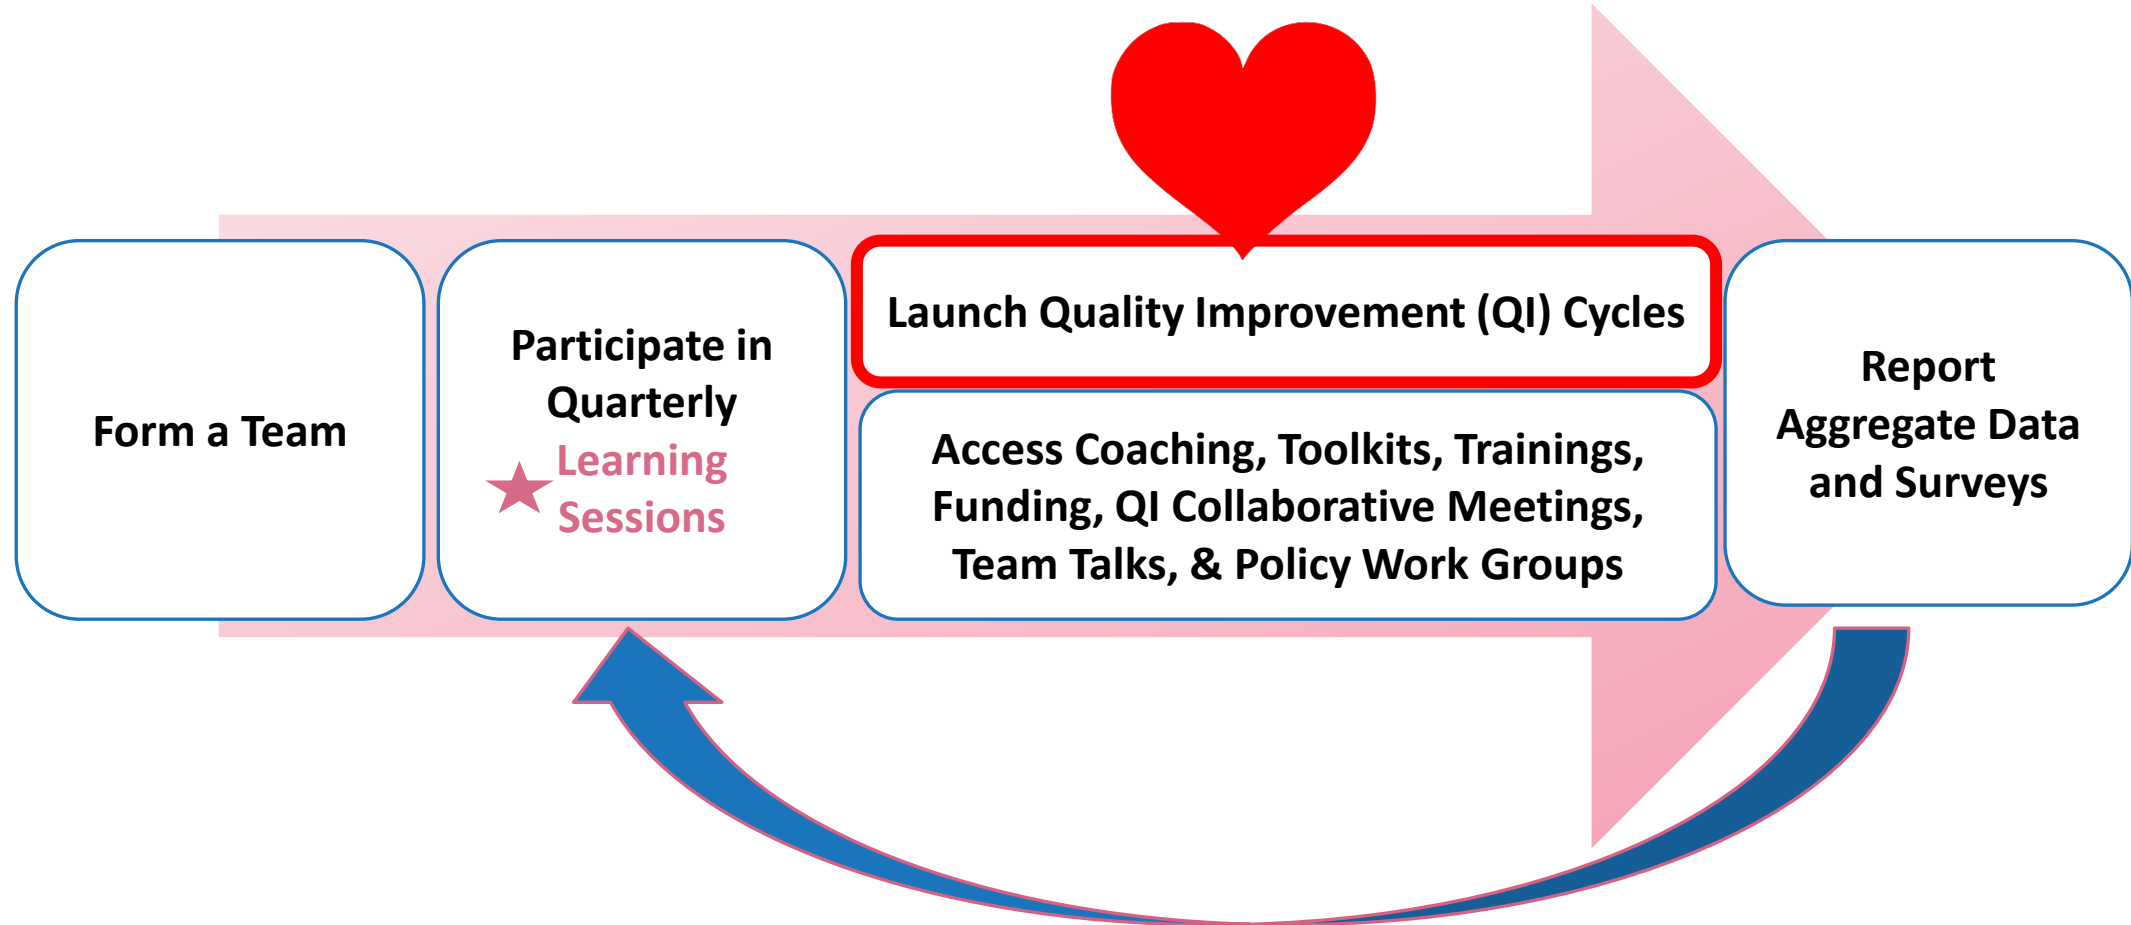 Form a Team
Participate in
Quarterly
Learning
Sessions
Launch Quality Improvement (QI) Cycles
Access Coaching, Toolkits, Trainings,
Funding, QI Collaborative Meetings,
Team Talks, & Policy Work Groups
Report
Aggregate Data
and Surveys